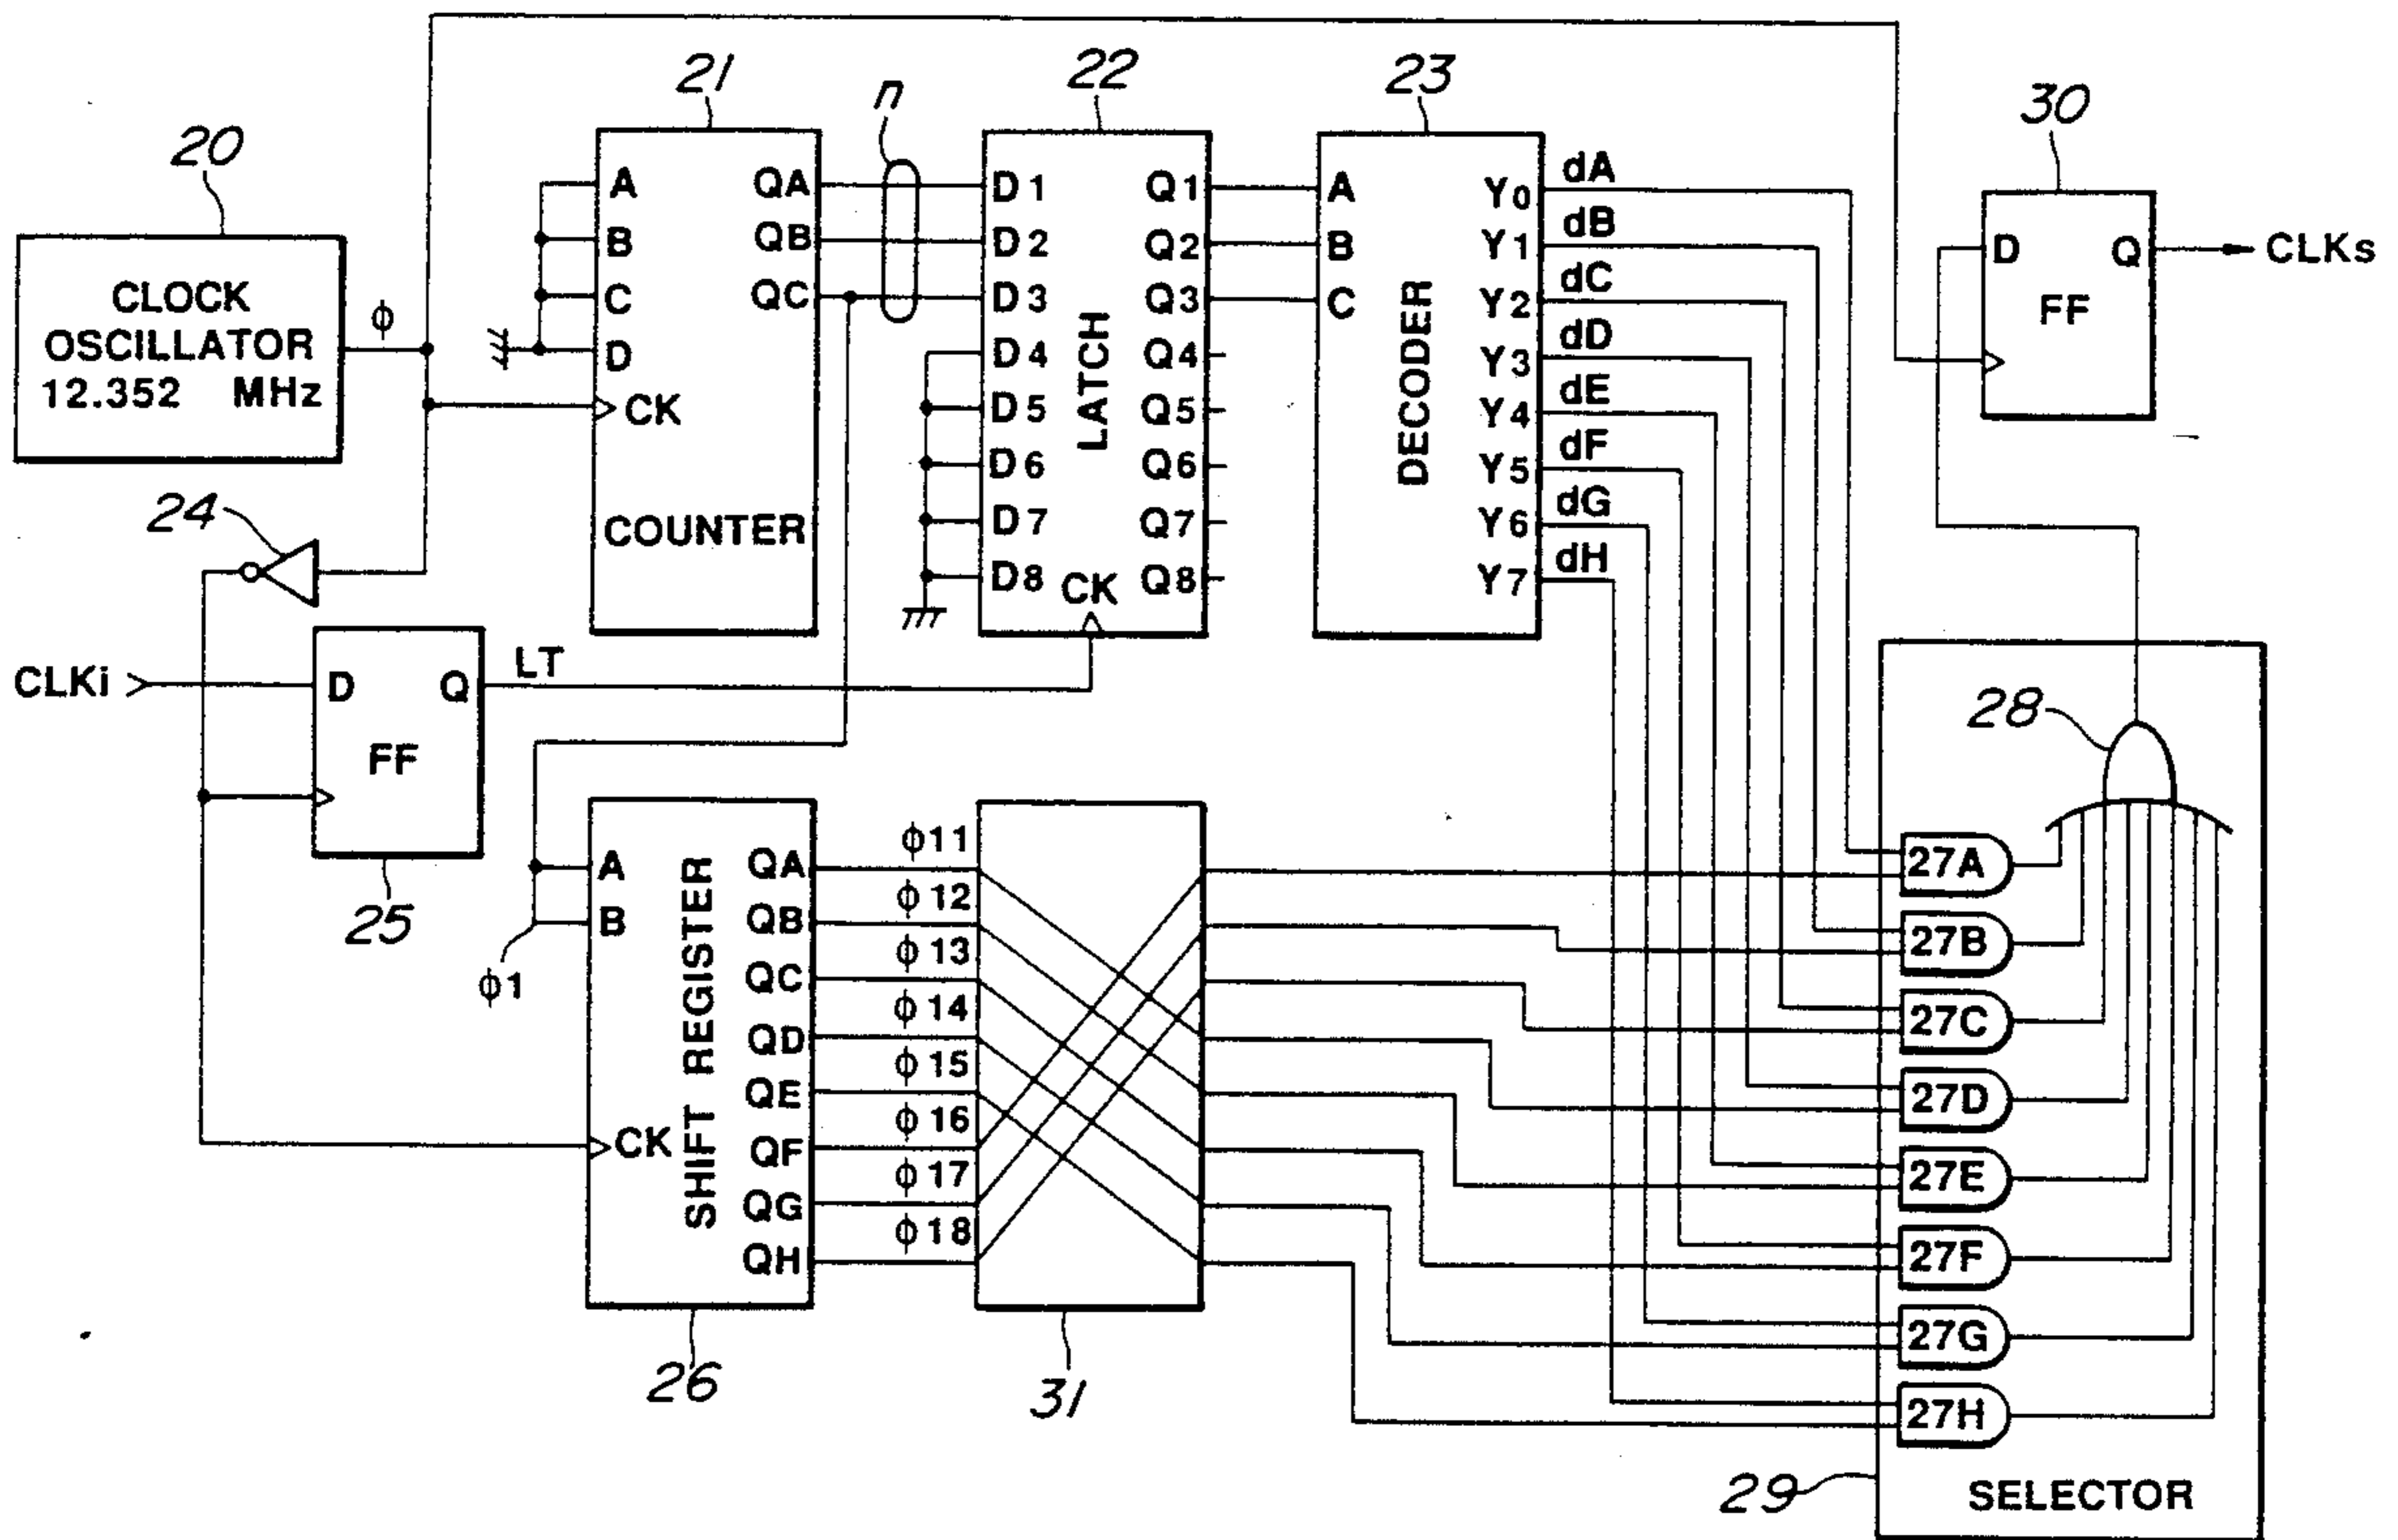 20
CLOCK
OSCILLATOR
12.352 MHz
ϕ
21
A
B
C
D
CK
QA
QB
QC
COUNTER
n
22
D1
D2
D3
D4
D5
D6
D7
D8
LATCH
CK
Q1
Q2
Q3
Q4
Q5
Q6
Q7
Q8
23
A
B
C
DECODER
Y0
Y1
Y2
Y3
Y4
Y5
Y6
Y7
dA
dB
dC
dD
dE
dF
dG
dH
30
D
Q
FF
CLKs
24
CLKi
D
Q
FF
LT
25
A
B
ϕ1
CK
SHIFT REGISTER
QA
QB
QC
QD
QE
QF
QG
QH
26
ϕ11
ϕ12
ϕ13
ϕ14
ϕ15
ϕ16
ϕ17
ϕ18
31
28
27A
27B
27C
27D
27E
27F
27G
27H
29
SELECTOR